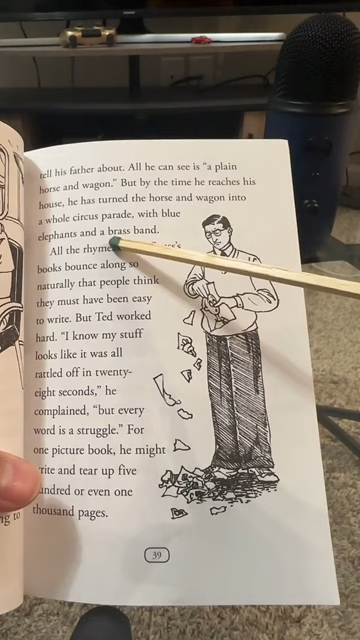 tell his father about. All he can see is "a plain
horse and wagon." But by the time he reaches his
house, he has turned the horse and wagon into
a whole circus parade, with blue
elephants and a brass band.
All the rhyme
books bounce along so
naturally that people think
they must have been easy
to write. But Ted worked
hard. "I know my stuff
looks like it was all
rattled off in twenty-
eight seconds," he
complained, "but every
word is a struggle." For
one picture book, he might
write and tear up five
hundred or even one
thousand pages.
39